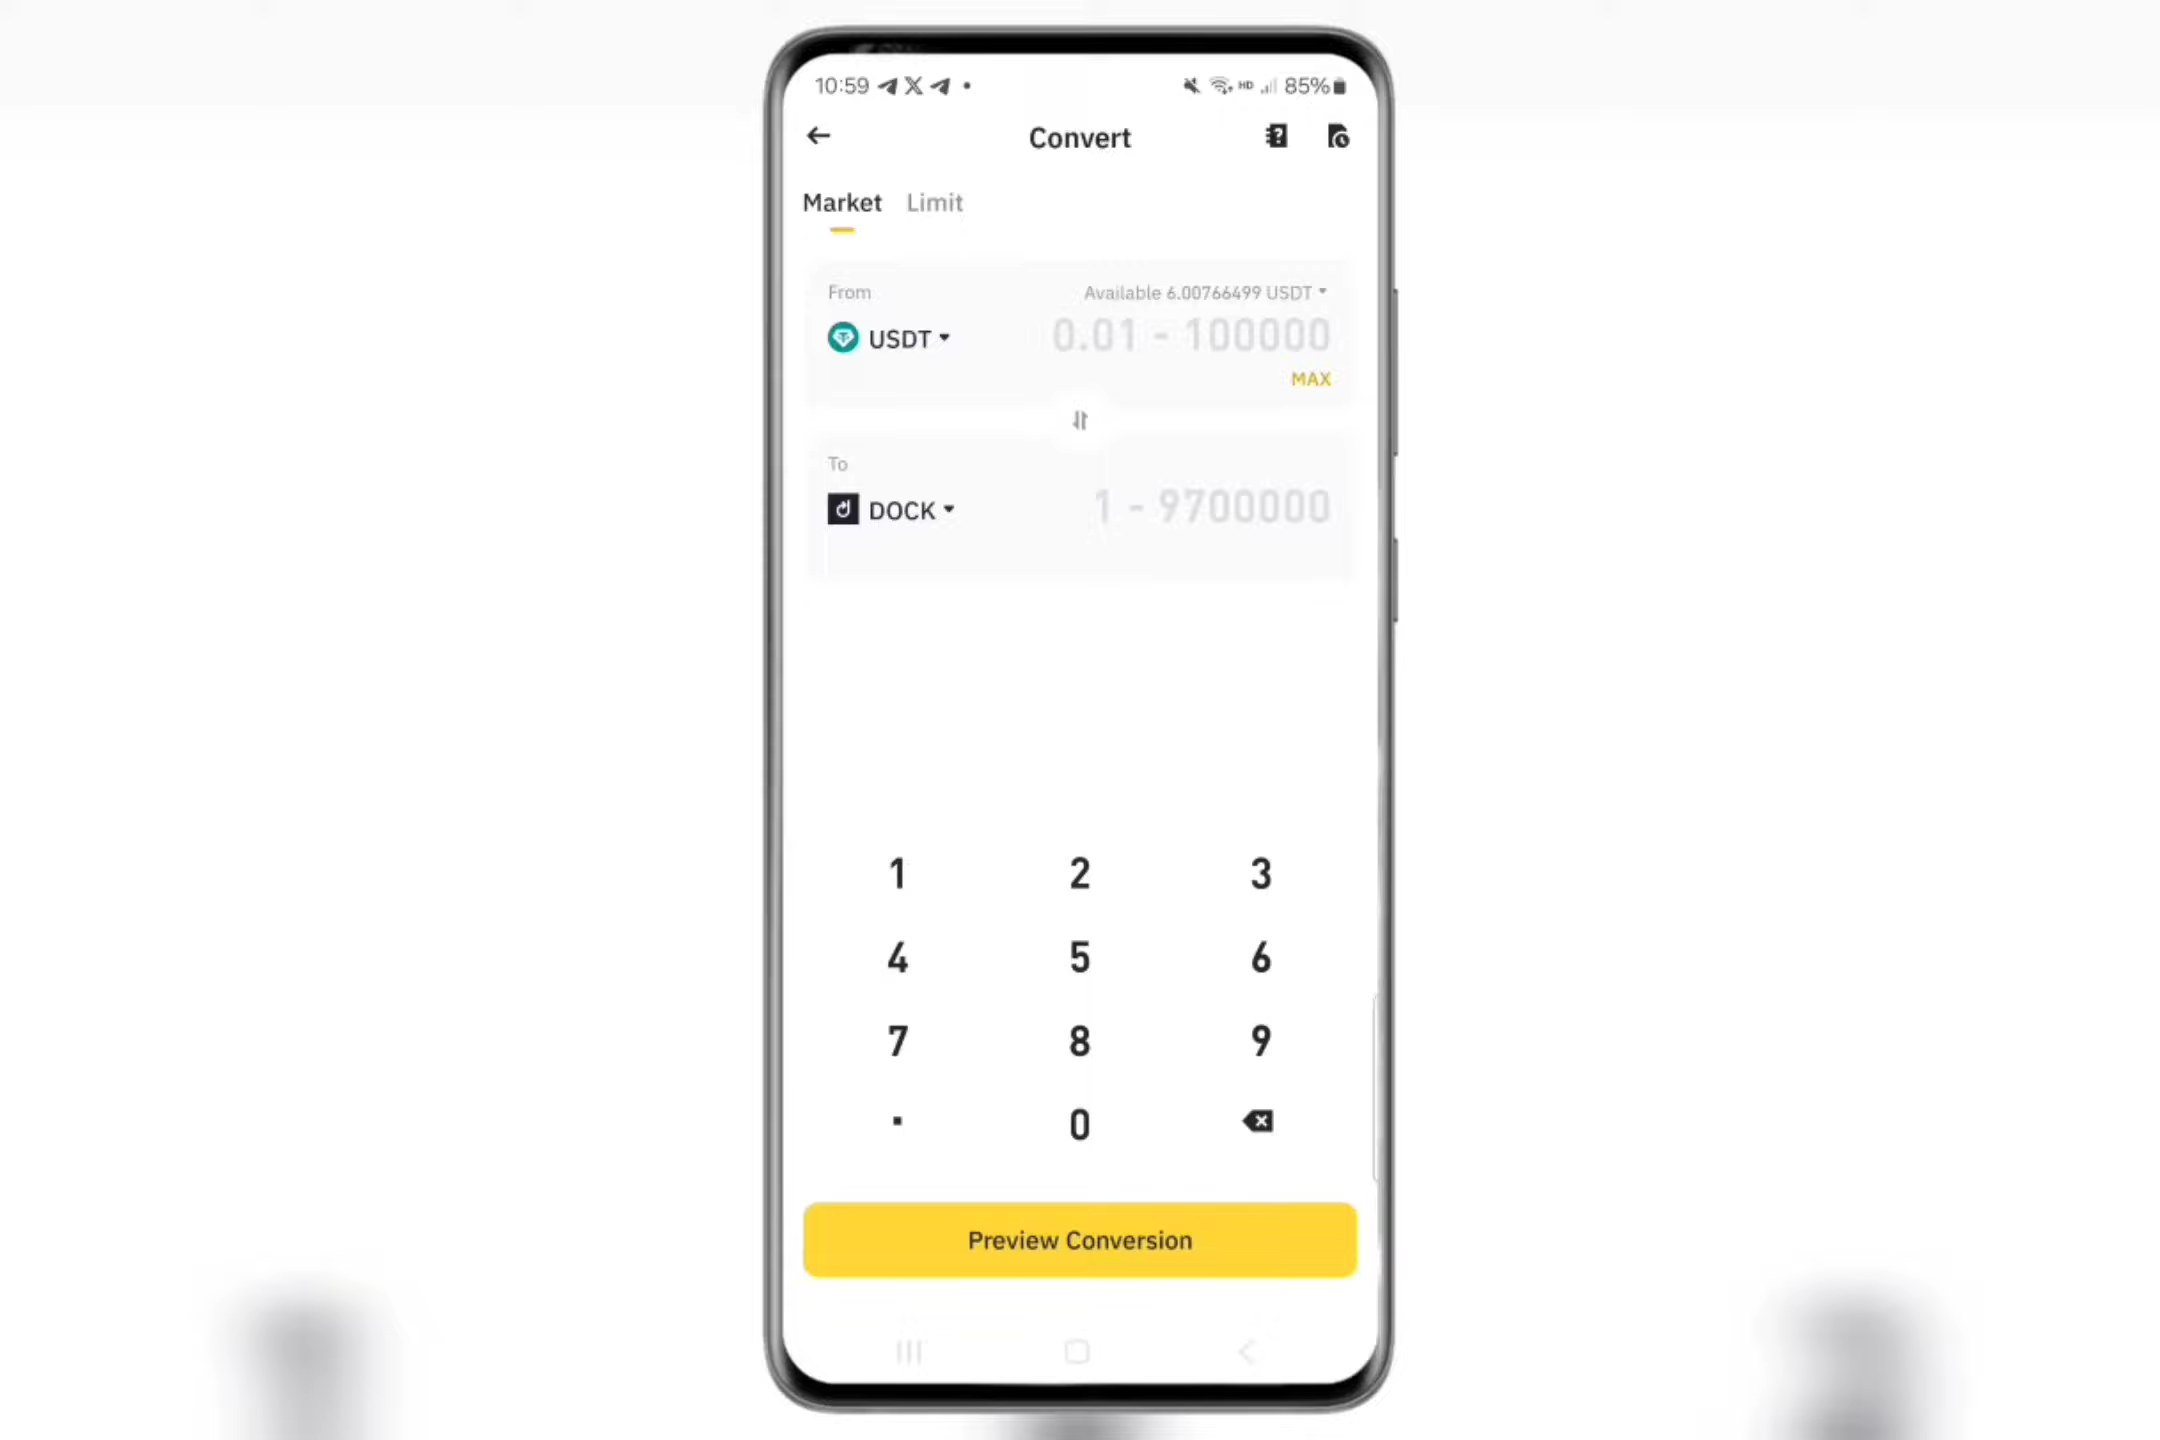 10:59 HD 85%
Convert
Market Limit
From Available 6.00766499 USDT
USDT 0.01 - 100000
MAX
To
DOCK 1 - 9700000
1 2 3
4 5 6
7 8 9
. 0
Preview Conversion